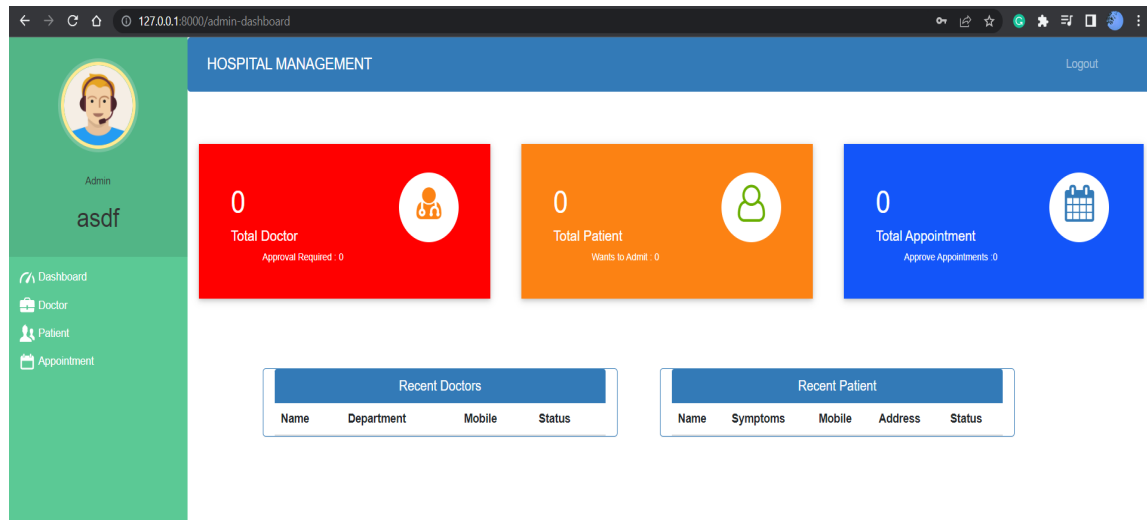 127.0.0.1:8000/admin-dashboard
HOSPITAL MANAGEMENT
Logout
Admin
asdf
Dashboard
Doctor
Patient
Appointment
0
Total Doctor
Approval Required : 0
0
Total Patient
Wants to Admit : 0
0
Total Appointment
Approve Appointments :0
Recent Doctors
Name Department Mobile Status
Recent Patient
Name Symptoms Mobile Address Status